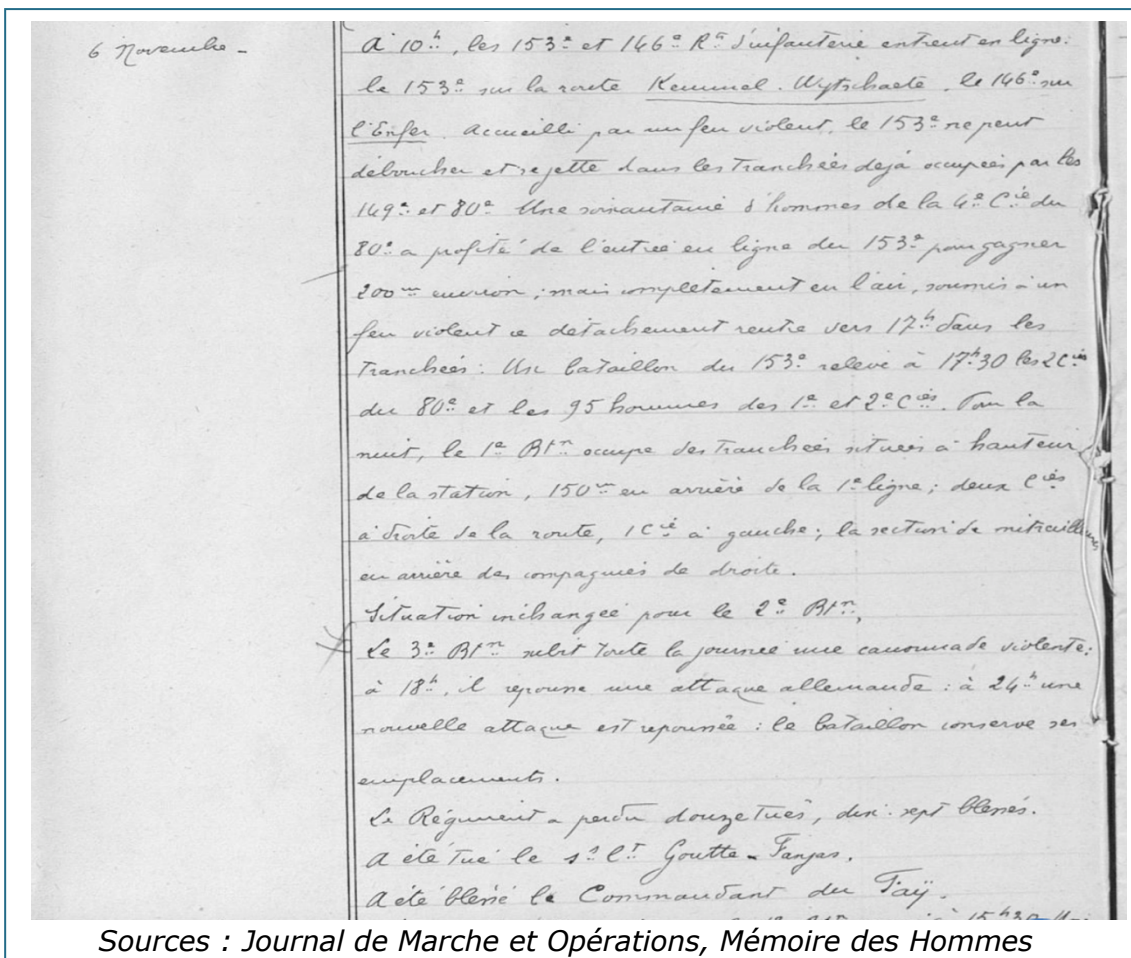 6 Novembre -
A 10h, les 153e et 146e Rts d'infanterie entrent en ligne:
le 153e sur la route Kemmel. Wytschaete, le 146e sur
l'Enfer. Accueilli par un feu violent, le 153e ne peut
déboucher et se jette dans les tranchées déjà occupées par les
149e et 80e Une soixantaine d'hommes de la 4e Cie du
80e a profité de l'entrée en ligne du 153e pour gagner
200m environ; mais complètement en l'air, soumis à un
feu violent ce détachement rentre vers 17h dans les
tranchées: Un bataillon du 153e relève à 17h30 les 2 Cies
du 80e et les 95 hommes des 1e et 2e Cies. Pour la
nuit, le 1e Btn occupe des tranchées situées à hauteur
de la station, 150m en arrière de la 1e ligne; deux Cies
à droite de la route, 1 Cie à gauche; la section de mitrailleuses
en arrière des compagnies de droite.
Situation inchangée pour le 2e Btn,
Le 3e Btn subit toute la journée une canonnade violente;
à 18h, il repousse une attaque allemande: à 24h une
nouvelle attaque est repoussée: le bataillon conserve ses
emplacements.
Le Régiment a perdu douze tués, dix-sept blessés.
A été tué le s/Lt Goutte-Fanjas.
A été blessé le Commandant du Faÿ.
à 15h30
Sources : Journal de Marche et Opérations, Mémoire des Hommes